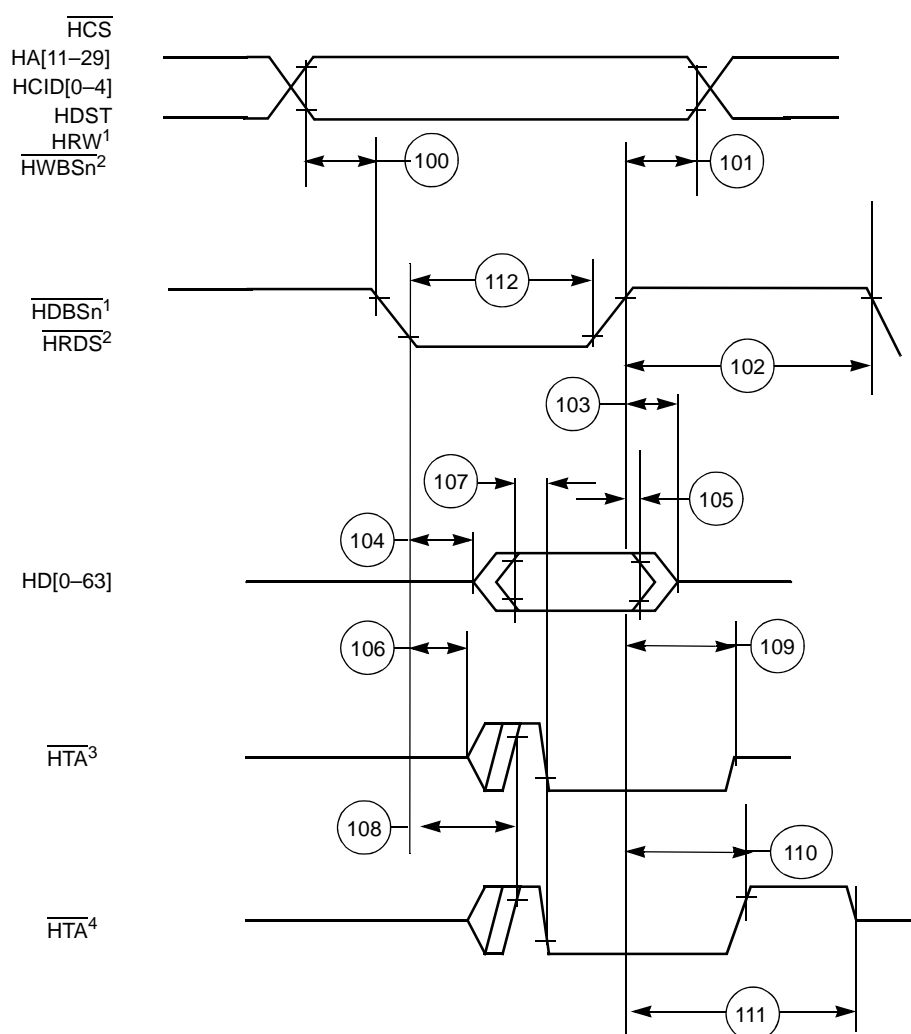 HCS
HA[11–29]
HCID[0–4]
HDST
HRW1
HWBSn2
100
101
112
HDBSn1
HRDS2
102
103
107
105
104
HD[0–63]
106
109
HTA3
108
110
HTA4
111